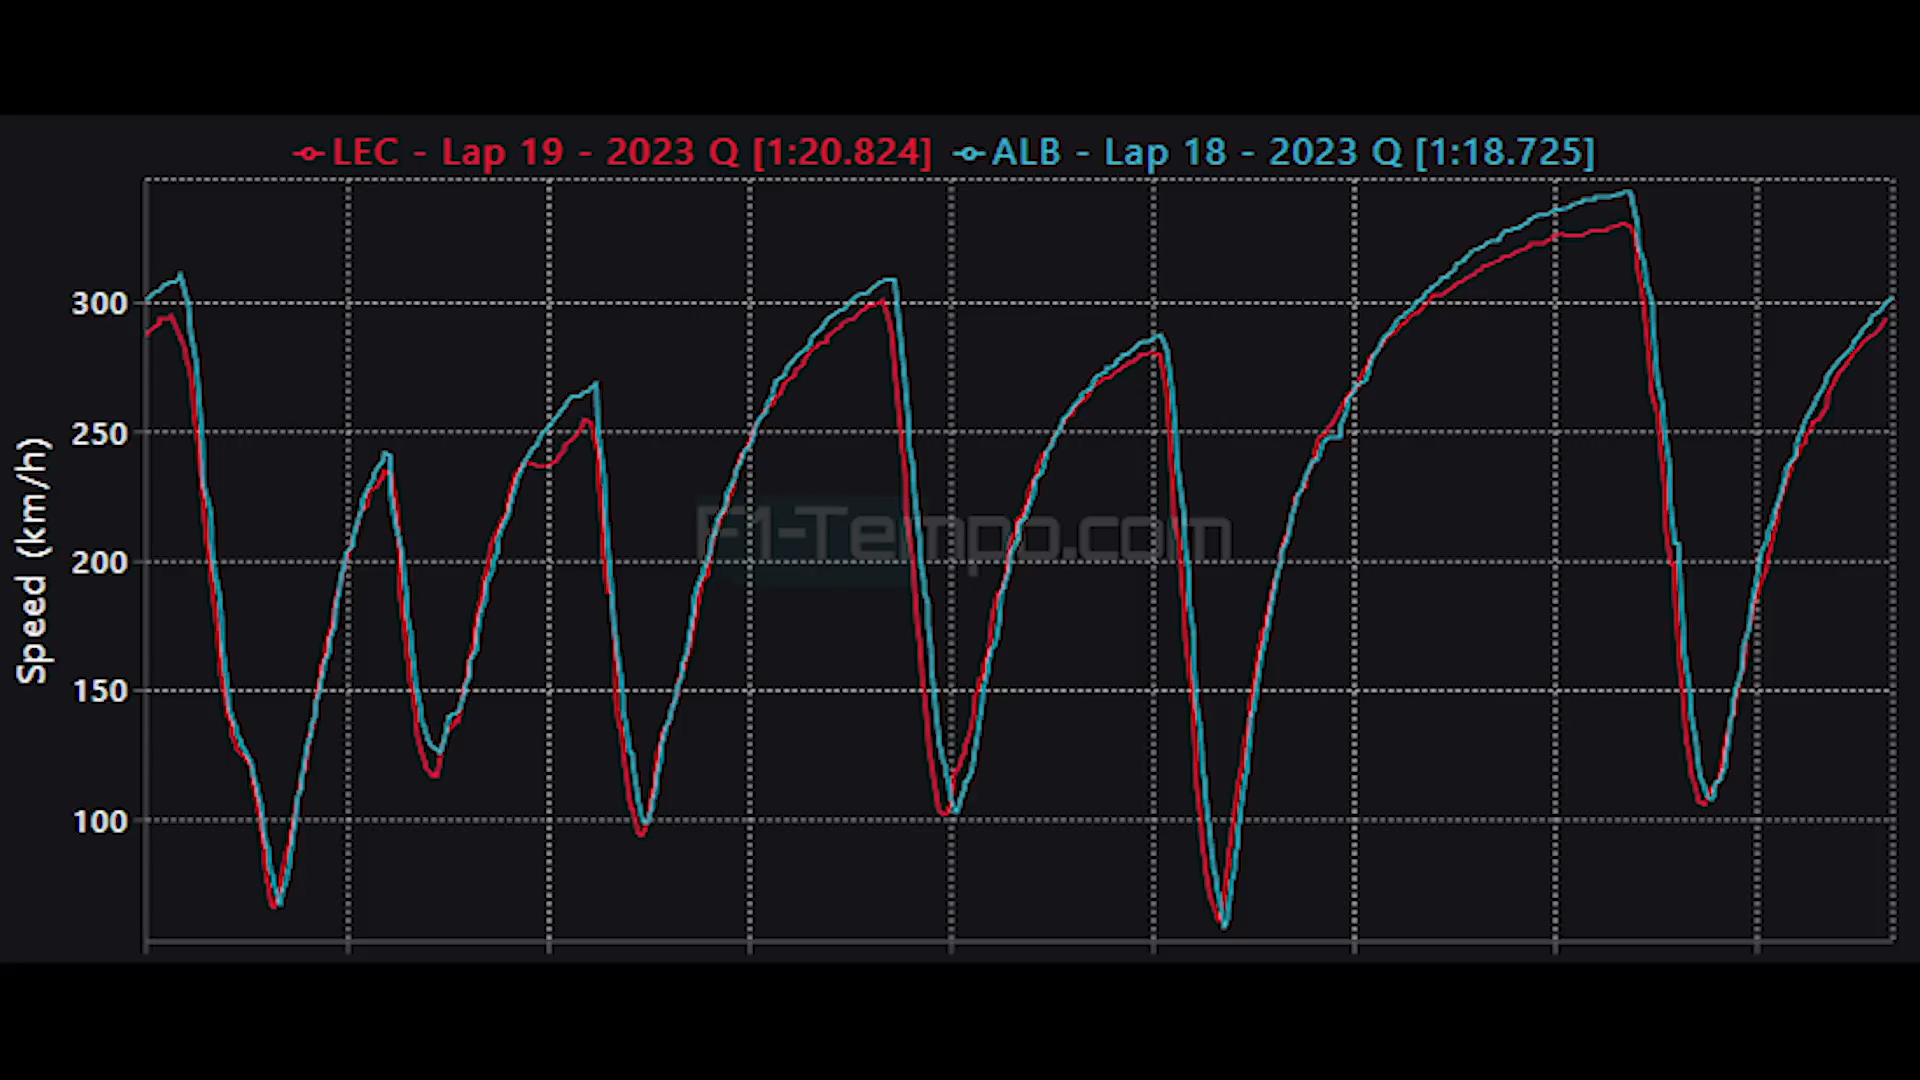 LEC - Lap 19 - 2023 Q [1:20.824] ALB - Lap 18 - 2023 Q [1:18.725]
300
250
200
150
100
Speed (km/h)
F1-Tempo.com